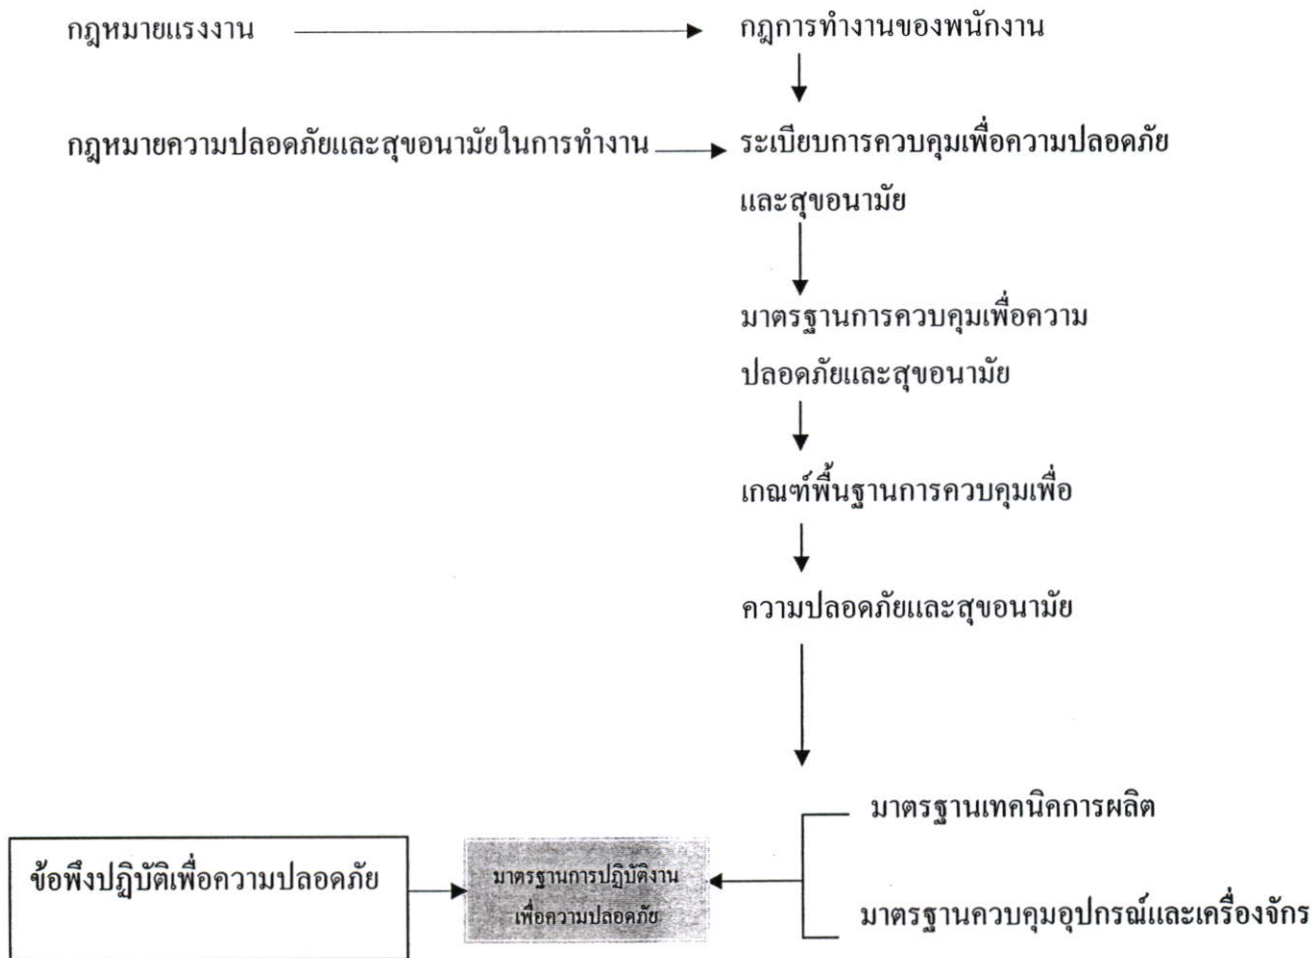 กฎหมายแรงงาน
กฎการทำงานของพนักงาน
กฎหมายความปลอดภัยและสุขอนามัยในการทำงาน
ระเบียบการควบคุมเพื่อความปลอดภัย
และสุขอนามัย
มาตรฐานการควบคุมเพื่อความ
ปลอดภัยและสุขอนามัย
เกณฑ์พื้นฐานการควบคุมเพื่อ
ความปลอดภัยและสุขอนามัย
มาตรฐานเทคนิคการผลิต
ข้อพึงปฏิบัติเพื่อความปลอดภัย
มาตรฐานการปฏิบัติงาน
เพื่อความปลอดภัย
มาตรฐานควบคุมอุปกรณ์และเครื่องจักร